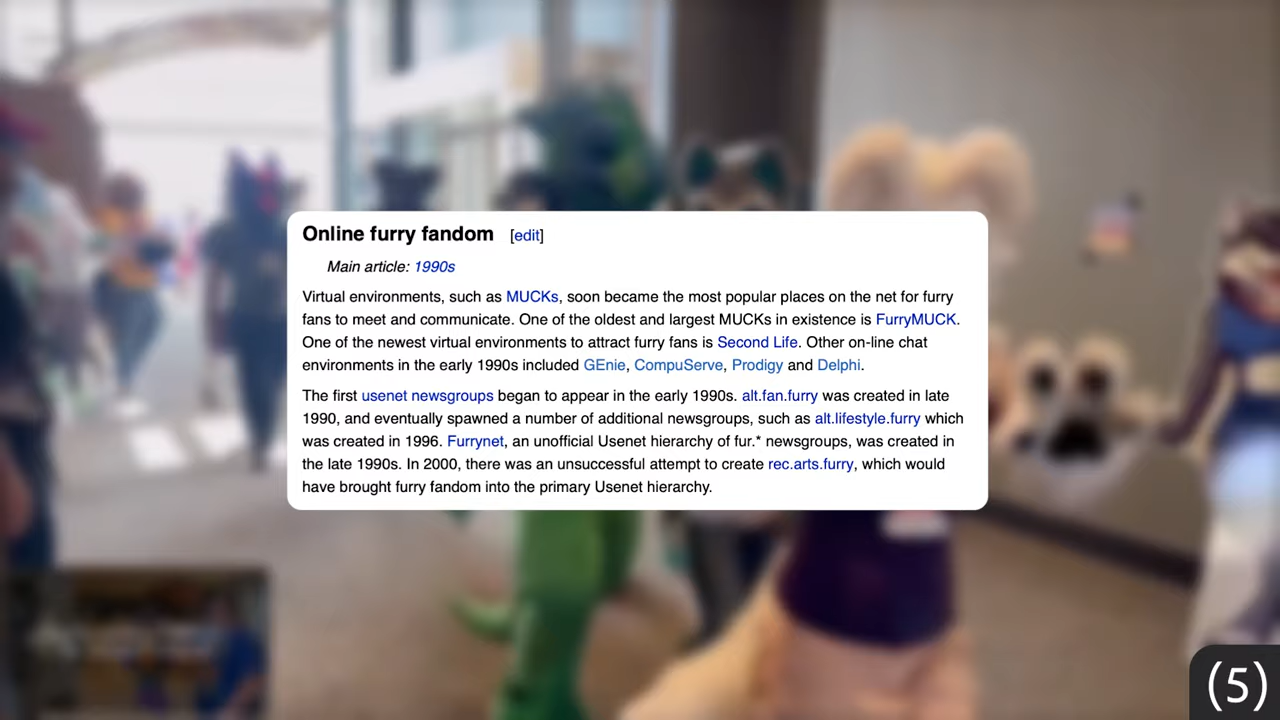 Online furry fandom [edit]
Main article: 1990s
Virtual environments, such as MUCKs, soon became the most popular places on the net for furry
fans to meet and communicate. One of the oldest and largest MUCKs in existence is FurryMUCK.
One of the newest virtual environments to attract furry fans is Second Life. Other on-line chat
environments in the early 1990s included GEnie, CompuServe, Prodigy and Delphi.
The first usenet newsgroups began to appear in the early 1990s. alt.fan.furry was created in late
1990, and eventually spawned a number of additional newsgroups, such as alt.lifestyle.furry which
was created in 1996. Furrynet, an unofficial Usenet hierarchy of fur.* newsgroups, was created in
the late 1990s. In 2000, there was an unsuccessful attempt to create rec.arts.furry, which would
have brought furry fandom into the primary Usenet hierarchy.
(5)